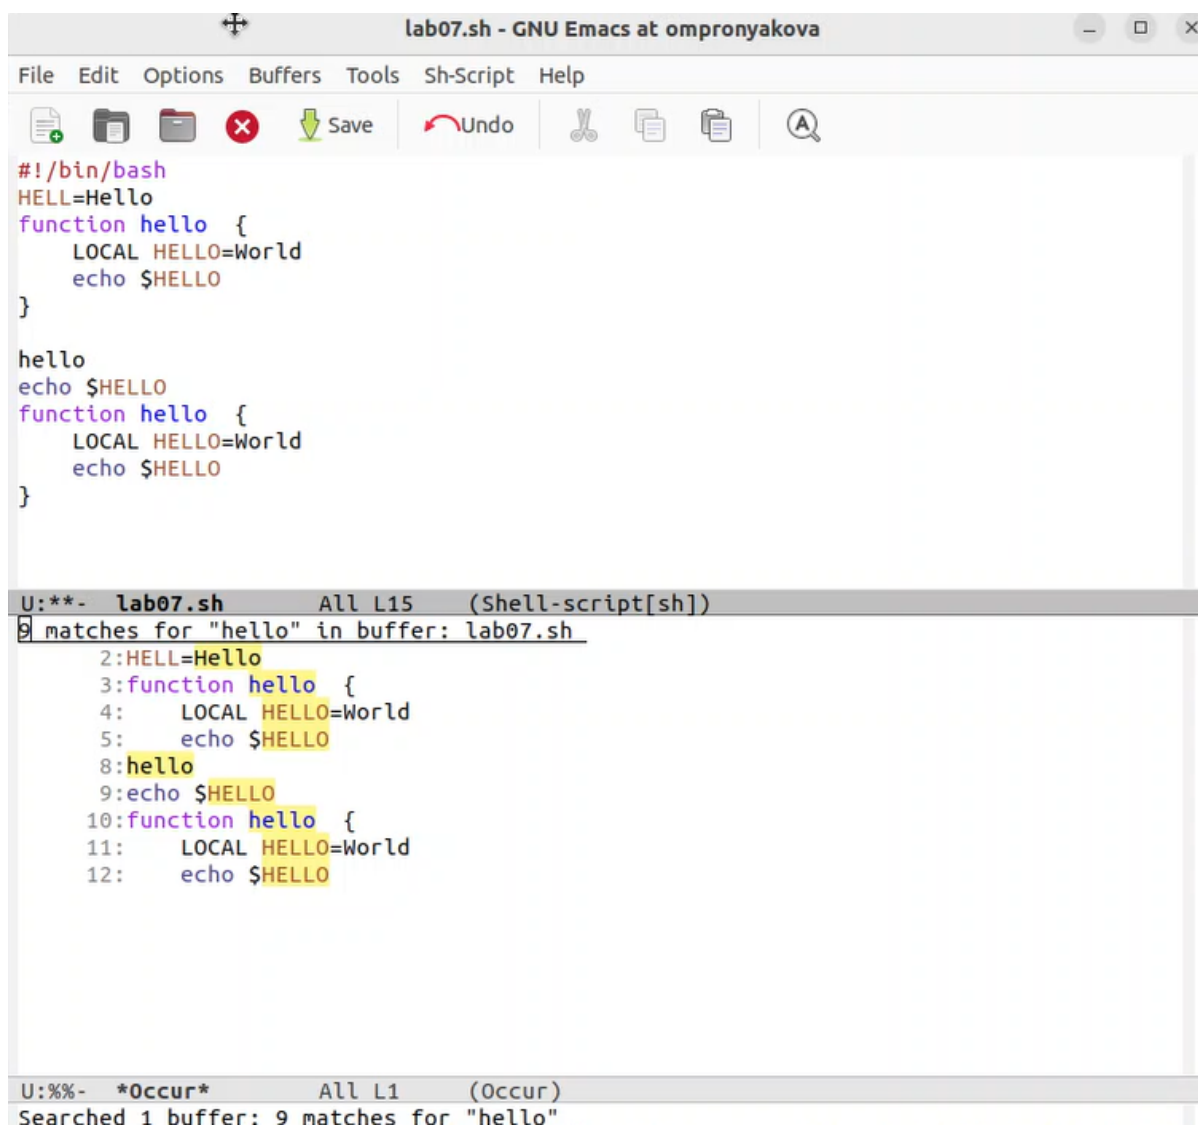 lab07.sh - GNU Emacs at ompronyakova
File Edit Options Buffers Tools Sh-Script Help
Save Undo
#!/bin/bash
HELL=Hello
function hello  {
    LOCAL HELLO=World
    echo $HELLO
}
hello
echo $HELLO
function hello  {
    LOCAL HELLO=World
    echo $HELLO
}
U:**-  lab07.sh       All L15    (Shell-script[sh])
9 matches for "hello" in buffer: lab07.sh
      2:HELL=Hello
      3:function hello  {
      4:    LOCAL HELLO=World
      5:    echo $HELLO
      8:hello
      9:echo $HELLO
     10:function hello  {
     11:    LOCAL HELLO=World
     12:    echo $HELLO
U:%%-  *Occur*        All L1     (Occur)
Searched 1 buffer: 9 matches for "hello"